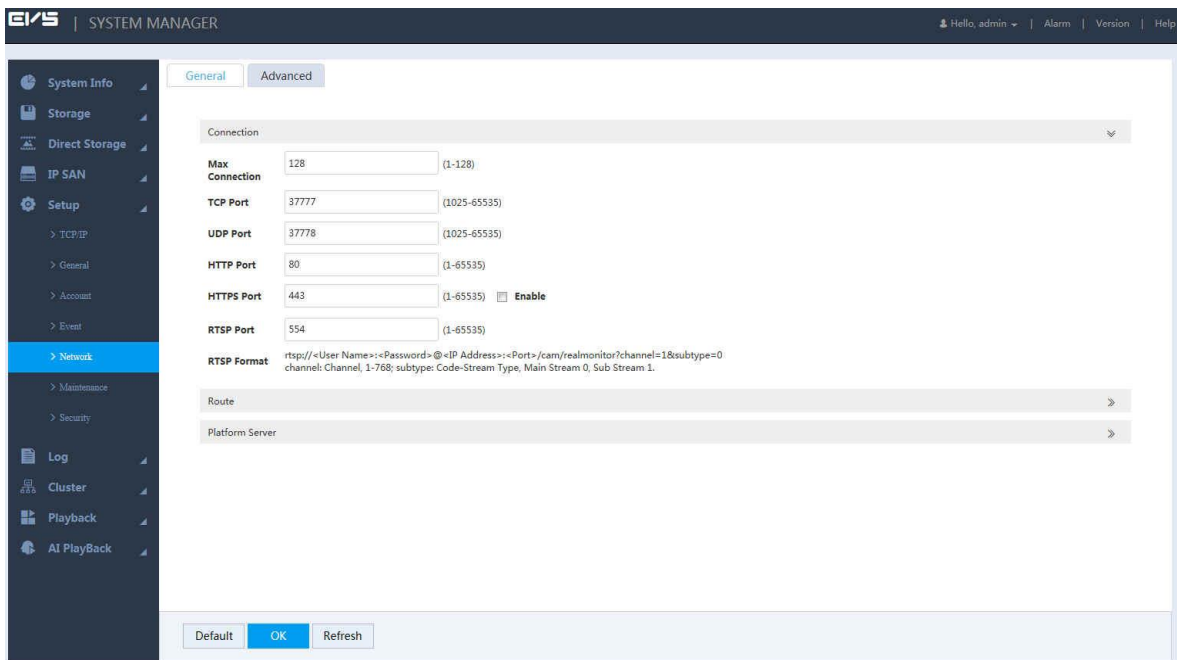 EVS | SYSTEM MANAGER
Hello, admin | Alarm | Version | Help
System Info
Storage
Direct Storage
IP SAN
Setup
> TCP/IP
> General
> Account
> Event
> Network
> Maintenance
> Security
Log
Cluster
Playback
AI PlayBack
General Advanced
Connection
Max Connection 128 (1-128)
TCP Port 37777 (1025-65535)
UDP Port 37778 (1025-65535)
HTTP Port 80 (1-65535)
HTTPS Port 443 (1-65535) Enable
RTSP Port 554 (1-65535)
RTSP Format rtsp://<User Name>:<Password>@<IP Address>:<Port>/cam/realmonitor?channel=1&subtype=0
channel: Channel, 1-768; subtype: Code-Stream Type, Main Stream 0, Sub Stream 1.
Route
Platform Server
Default OK Refresh